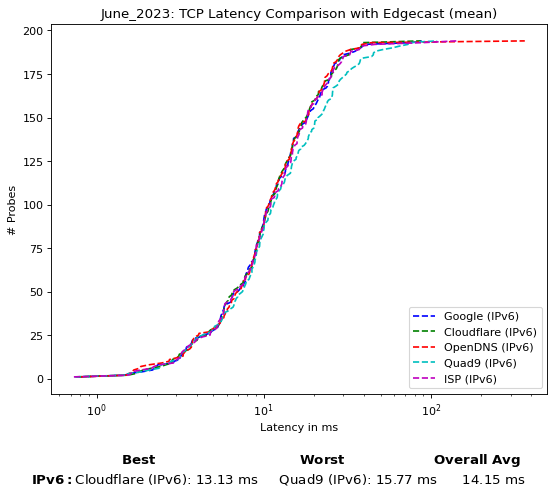 June_2023: TCP Latency Comparison with Edgecast (mean)
200
175
150
125
100
75
50
25
0
# Probes
Google (IPv6)
Cloudflare (IPv6)
OpenDNS (IPv6)
Quad9 (IPv6)
ISP (IPv6)
10⁰ 10¹ 10²
Latency in ms
Best Worst Overall Avg
IPv6: Cloudflare (IPv6): 13.13 ms Quad9 (IPv6): 15.77 ms 14.15 ms